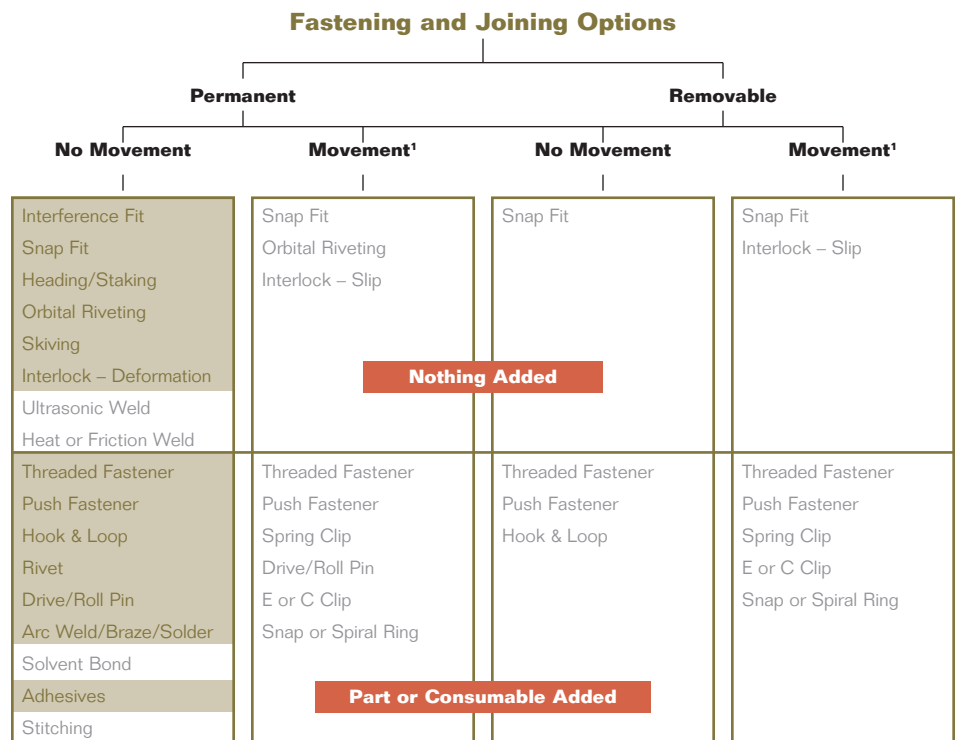 Fastening and Joining Options
Permanent
Removable
No Movement
Movement¹
No Movement
Movement¹
Interference Fit
Snap Fit
Heading/Staking
Orbital Riveting
Skiving
Interlock – Deformation
Ultrasonic Weld
Heat or Friction Weld
Snap Fit
Orbital Riveting
Interlock – Slip
Snap Fit
Snap Fit
Interlock – Slip
Nothing Added
Threaded Fastener
Push Fastener
Hook & Loop
Rivet
Drive/Roll Pin
Arc Weld/Braze/Solder
Solvent Bond
Adhesives
Stitching
Threaded Fastener
Push Fastener
Spring Clip
Drive/Roll Pin
E or C Clip
Snap or Spiral Ring
Threaded Fastener
Push Fastener
Hook & Loop
Threaded Fastener
Push Fastener
Spring Clip
E or C Clip
Snap or Spiral Ring
Part or Consumable Added